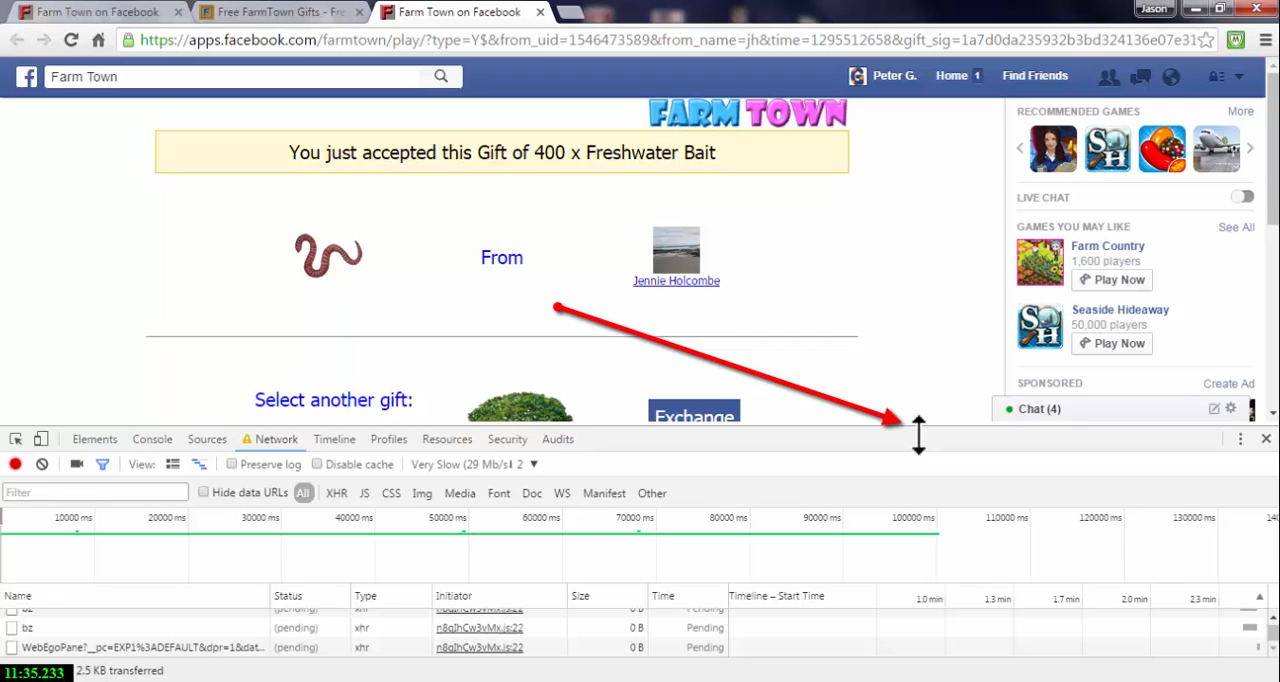 Farm Town on Facebook
Free FarmTown Gifts - Fre
Farm Town on Facebook
Jason
https://apps.facebook.com/farmtown/play/?type=Y$&from_uid=1546473589&from_name=jh&time=1295512658&gift_sig=1a7d0da235932b3bd324136e07e31
Farm Town
Peter G.
Home 1
Find Friends
FARM TOWN
You just accepted this Gift of 400 x Freshwater Bait
From
Jennie Holcombe
Select another gift:
Exchange
RECOMMENDED GAMES
More
LIVE CHAT
GAMES YOU MAY LIKE
See All
Farm Country
1,600 players
Play Now
Seaside Hideaway
50,000 players
Play Now
SPONSORED
Create Ad
Chat (4)
Elements Console Sources Network Timeline Profiles Resources Security Audits
View: Preserve log Disable cache Very Slow (29 Mb/s 2
Filter Hide data URLs All XHR JS CSS Img Media Font Doc WS Manifest Other
10000 ms 20000 ms 30000 ms 40000 ms 50000 ms 60000 ms 70000 ms 80000 ms 90000 ms 100000 ms 110000 ms 120000 ms 130000 ms
Name Status Type Initiator Size Time Timeline – Start Time 1.0 min 1.3 min 1.7 min 2.0 min 2.3 min
bz (pending) xhr n8qIhCw3vMx.js:22 0 B Pending
bz (pending) xhr n8qIhCw3vMx.js:22 0 B Pending
WebEgoPane?__pc=EXP1%3ADEFAULT&dpr=1&dat... (pending) xhr n8qIhCw3vMx.js:22 0 B Pending
11:35.233 2.5 KB transferred